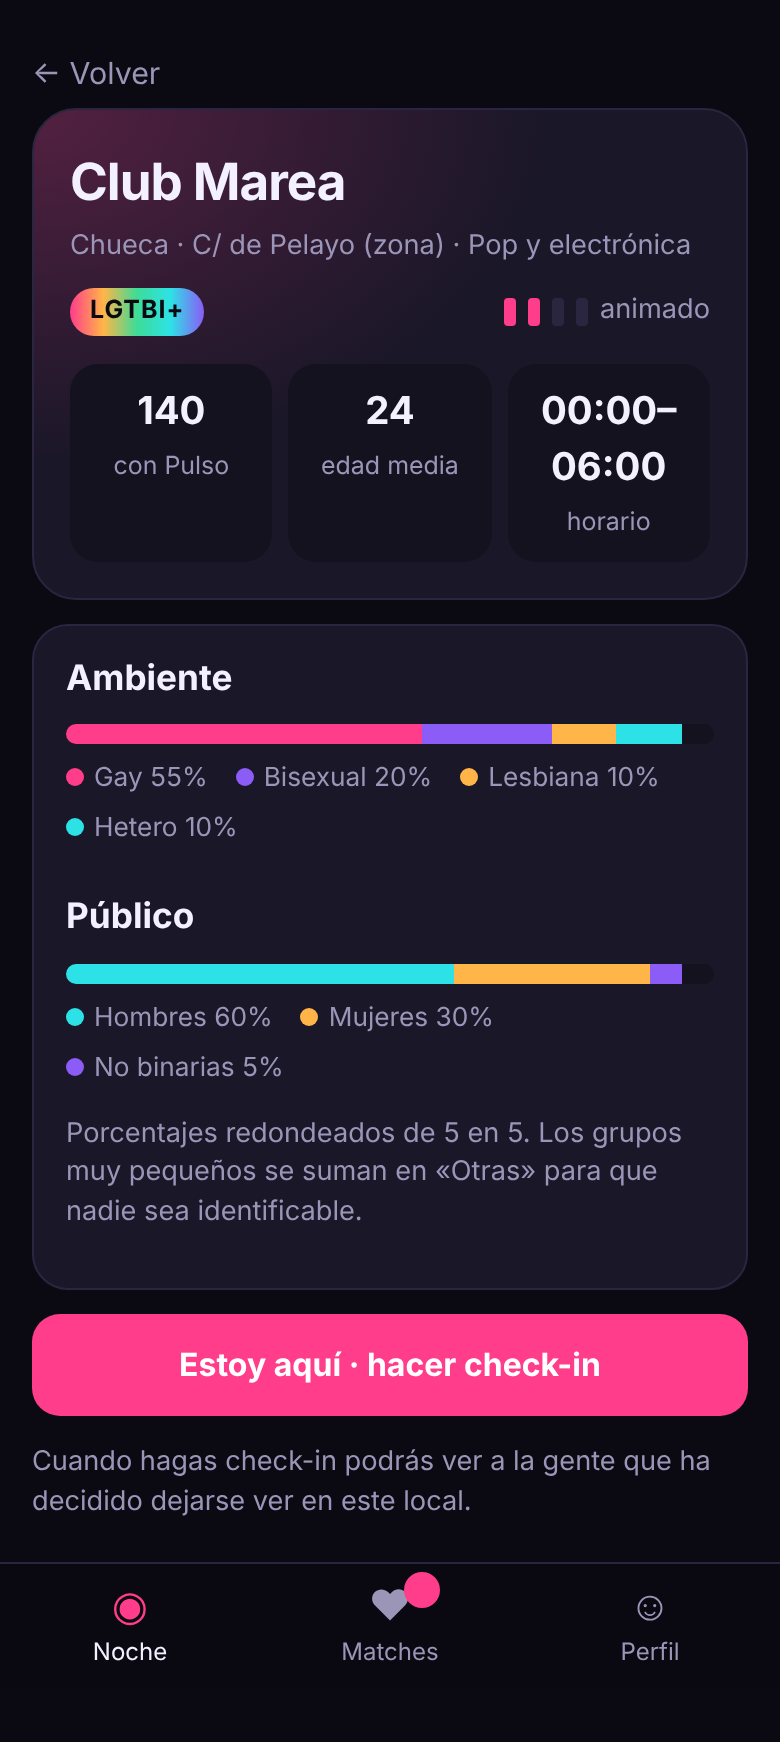 ← Volver
Club Marea
Chueca · C/ de Pelayo (zona) · Pop y electrónica
LGTBI+
animado
140
con Pulso
24
edad media
00:00–
06:00
horario
Ambiente
Gay 55% Bisexual 20% Lesbiana 10%
Hetero 10%
Público
Hombres 60% Mujeres 30%
No binarias 5%
Porcentajes redondeados de 5 en 5. Los grupos
muy pequeños se suman en «Otras» para que
nadie sea identificable.
Estoy aquí · hacer check-in
Cuando hagas check-in podrás ver a la gente que ha
decidido dejarse ver en este local.
Noche
Matches
Perfil